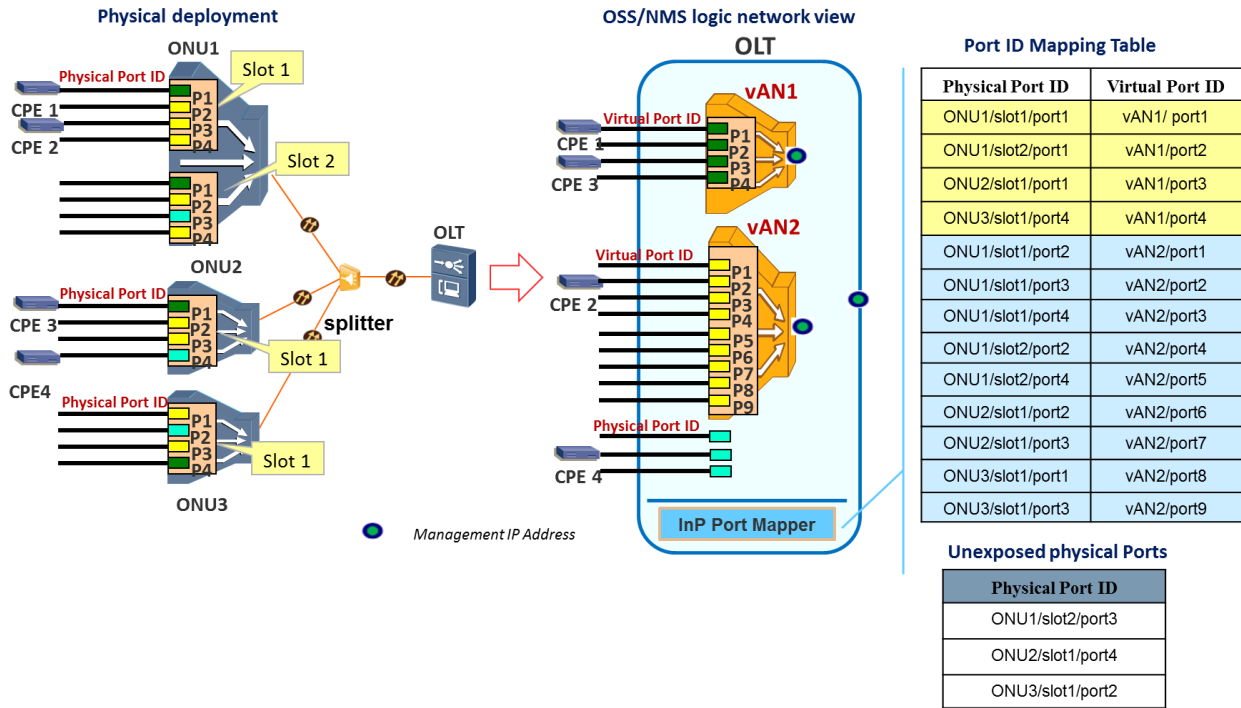 Physical deployment
ONU1
Physical Port ID
Slot 1
CPE 1
CPE 2
P1
P2
P3
P4
Slot 2
P1
P2
P3
P4
ONU2
Physical Port ID
CPE 3
CPE4
P1
P2
P3
P4
Slot 1
splitter
OLT
Physical Port ID
P1
P2
P3
P4
Slot 1
ONU3
Management IP Address
OSS/NMS logic network view
OLT
vAN1
Virtual Port ID
CPE 1
CPE 3
P1
P2
P3
P4
vAN2
Virtual Port ID
CPE 2
P1
P2
P3
P4
P5
P6
P7
P8
P9
Physical Port ID
CPE 4
InP Port Mapper
Port ID Mapping Table
Physical Port ID Virtual Port ID
ONU1/slot1/port1 vAN1/ port1
ONU1/slot2/port1 vAN1/port2
ONU2/slot1/port1 vAN1/port3
ONU3/slot1/port4 vAN1/port4
ONU1/slot1/port2 vAN2/port1
ONU1/slot1/port3 vAN2/port2
ONU1/slot1/port4 vAN2/port3
ONU1/slot2/port2 vAN2/port4
ONU1/slot2/port4 vAN2/port5
ONU2/slot1/port2 vAN2/port6
ONU2/slot1/port3 vAN2/port7
ONU3/slot1/port1 vAN2/port8
ONU3/slot1/port3 vAN2/port9
Unexposed physical Ports
Physical Port ID
ONU1/slot2/port3
ONU2/slot1/port4
ONU3/slot1/port2